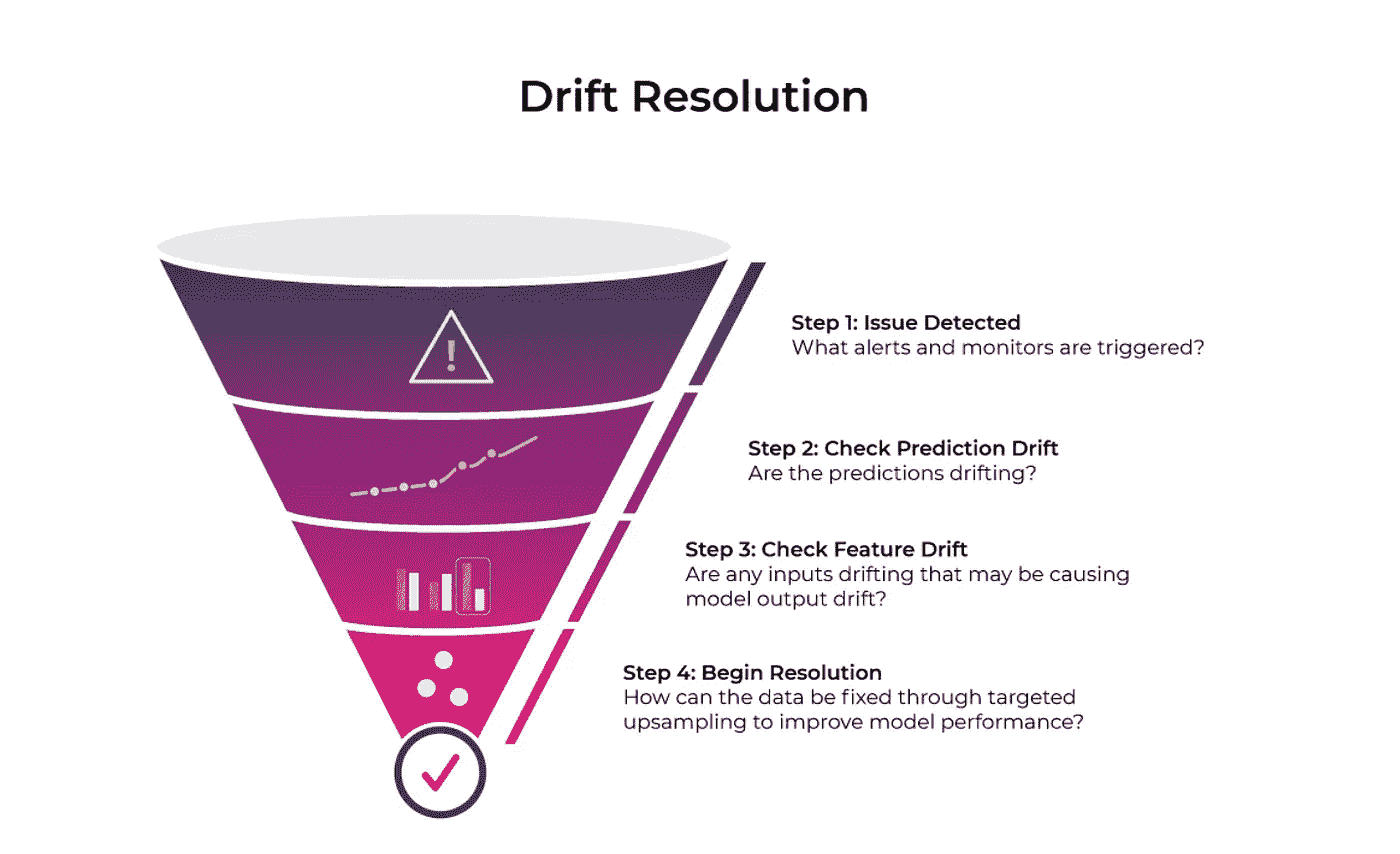 Drift Resolution
Step 1: Issue Detected
What alerts and monitors are triggered?
Step 2: Check Prediction Drift
Are the predictions drifting?
Step 3: Check Feature Drift
Are any inputs drifting that may be causing
model output drift?
Step 4: Begin Resolution
How can the data be fixed through targeted
upsampling to improve model performance?